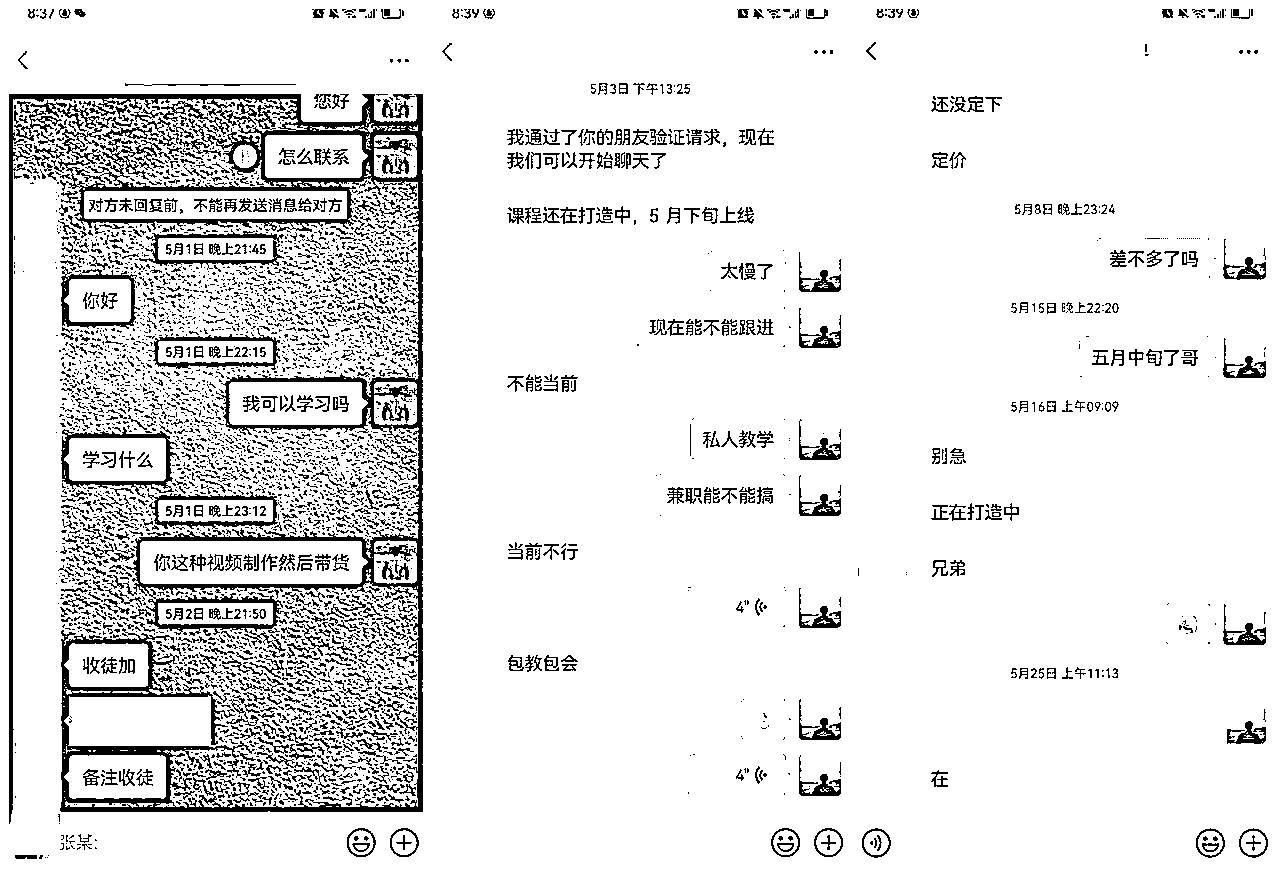 8:37
您好
怎么联系
对方未回复前，不能再发送消息给对方
5月1日 晚上21:45
你好
5月1日 晚上22:15
我可以学习吗
学习什么
5月1日 晚上23:12
你这种视频制作然后带货
5月2日 晚上21:50
收徒加
备注收徒
张某:
8:39
5月3日 下午13:25
我通过了你的朋友验证请求，现在
我们可以开始聊天了
课程还在打造中，5 月下旬上线
太慢了
现在能不能跟进
不能当前
私人教学
兼职能不能搞
当前不行
4"
包教包会
4"
8:39
!
还没定下
定价
5月8日 晚上23:24
差不多了吗
5月15日 晚上22:20
五月中旬了哥
5月16日 上午09:09
别急
正在打造中
兄弟
5月25日 上午11:13
在